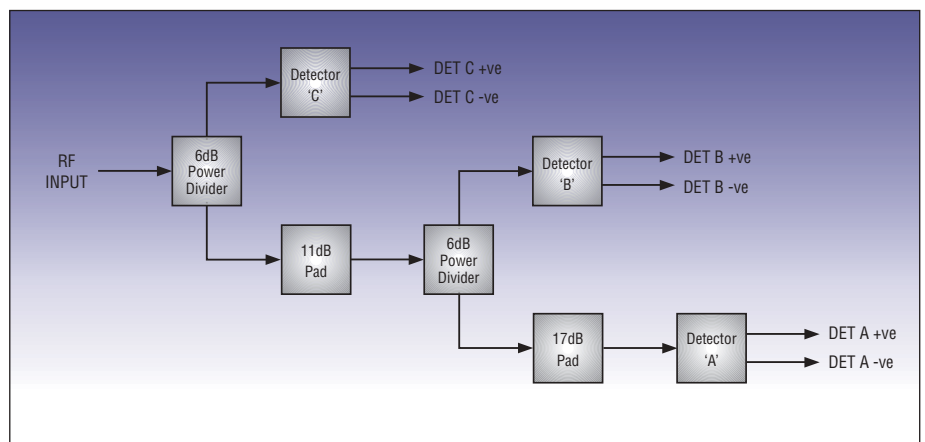 RF
INPUT
6dB
Power
Divider
Detector
‘C’
DET C +ve
DET C -ve
11dB
Pad
6dB
Power
Divider
Detector
‘B’
DET B +ve
DET B -ve
17dB
Pad
Detector
‘A’
DET A +ve
DET A -ve